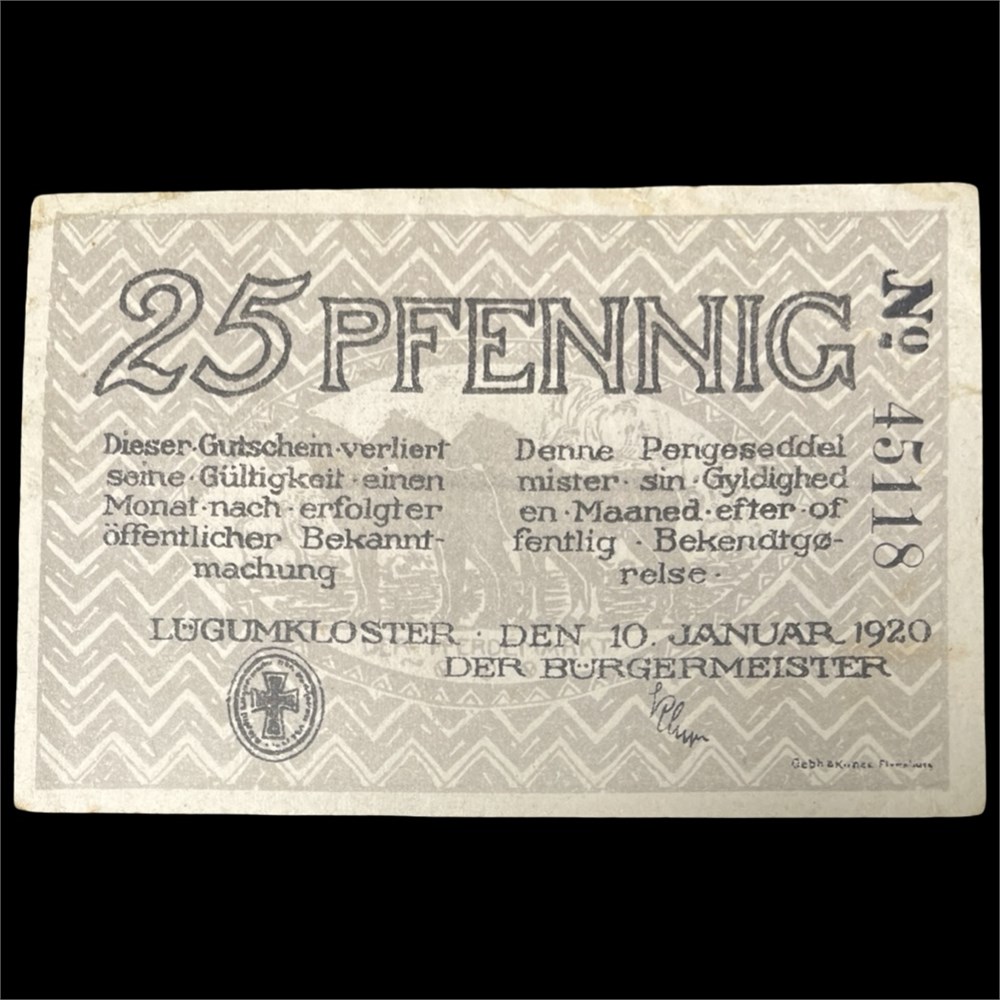 25 PFENNIG
Dieser·Gutschein·verliert
seine·Gültigkeit·einen
Monat·nach·erfolgter
öffentlicher Bekannt-
machung
Denne Pengeseddel
mister·sin·Gyldighed
en·Maaned·efter·of
fentlig·Bekendtgø-
relse·
LÜGUMKLOSTER·DEN 10. JANUAR 1920
DER BÜRGERMEISTER
No. 45118